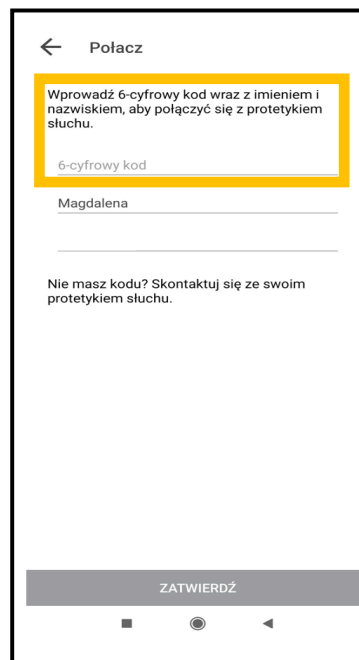 Połacz
Wprowadź 6-cyfrowy kod wraz z imieniem i
nazwiskiem, aby połączyć się z protetykiem
słuchu.
6-cyfrowy kod
Magdalena
Nie masz kodu? Skontaktuj się ze swoim
protetykiem słuchu.
ZATWIERDŹ